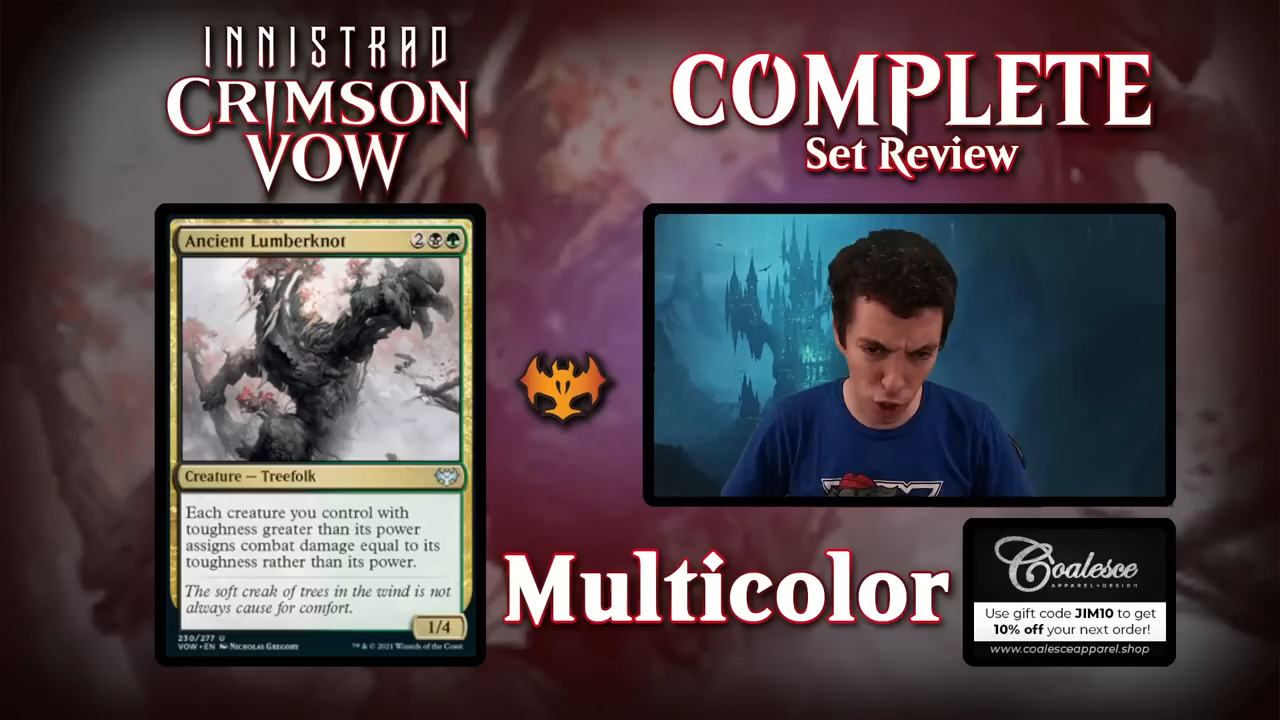 INNISTRAD
CRIMSON
VOW
COMPLETE
Set Review
Ancient Lumberknot
2
Creature — Treefolk
Each creature you control with
toughness greater than its power
assigns combat damage equal to its
toughness rather than its power.
The soft creak of trees in the wind is not
always cause for comfort.
1/4
230/277 U
VOW • EN Nicholas Gregory
™ & © 2021 Wizards of the Coast
Multicolor
Coalesce
APPAREL+DESIGN
Use gift code JIM10 to get
10% off your next order!
www.coalesceapparel.shop